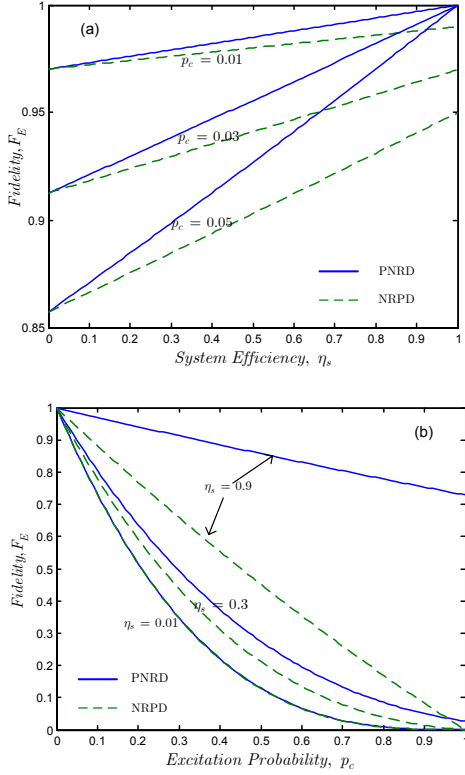 (a)
1
0.95
0.9
0.85
Fidelity, F_E
p_c = 0.01
p_c = 0.03
p_c = 0.05
PNRD
NRPD
0 0.1 0.2 0.3 0.4 0.5 0.6 0.7 0.8 0.9 1
System Efficiency, η_s
(b)
1
0.9
0.8
0.7
0.6
0.5
0.4
0.3
0.2
0.1
0
Fidelity, F_E
η_s = 0.9
η_s = 0.3
η_s = 0.01
PNRD
NRPD
0 0.1 0.2 0.3 0.4 0.5 0.6 0.7 0.8 0.9 1
Excitation Probability, p_c